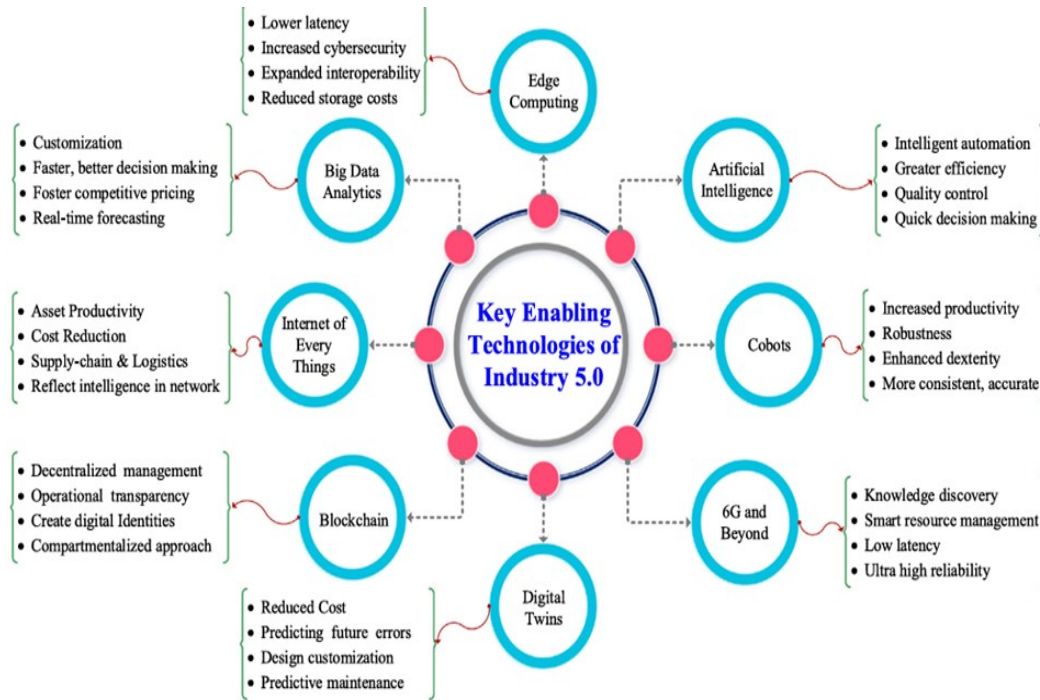 Lower latency
Increased cybersecurity
Expanded interoperability
Reduced storage costs
Edge
Computing
Customization
Faster, better decision making
Foster competitive pricing
Real-time forecasting
Big Data
Analytics
Artificial
Intelligence
Intelligent automation
Greater efficiency
Quality control
Quick decision making
Asset Productivity
Cost Reduction
Supply-chain & Logistics
Reflect intelligence in network
Internet of
Every
Things
Key Enabling
Technologies of
Industry 5.0
Cobots
Increased productivity
Robustness
Enhanced dexterity
More consistent, accurate
Decentralized management
Operational transparency
Create digital Identities
Compartmentalized approach
Blockchain
6G and
Beyond
Knowledge discovery
Smart resource management
Low latency
Ultra high reliability
Reduced Cost
Predicting future errors
Design customization
Predictive maintenance
Digital
Twins